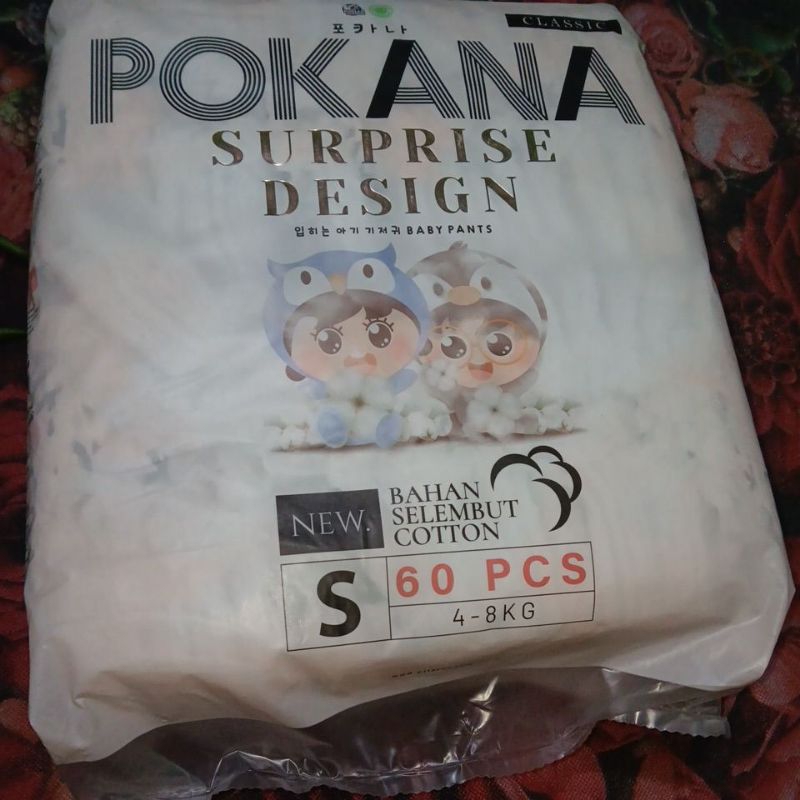 CLASSIC
포카나
POKANA
SURPRISE
DESIGN
입히는 아기 기저귀 BABY PANTS
NEW.
BAHAN
SELEMBUT
COTTON
S
60 PCS
4-8KG